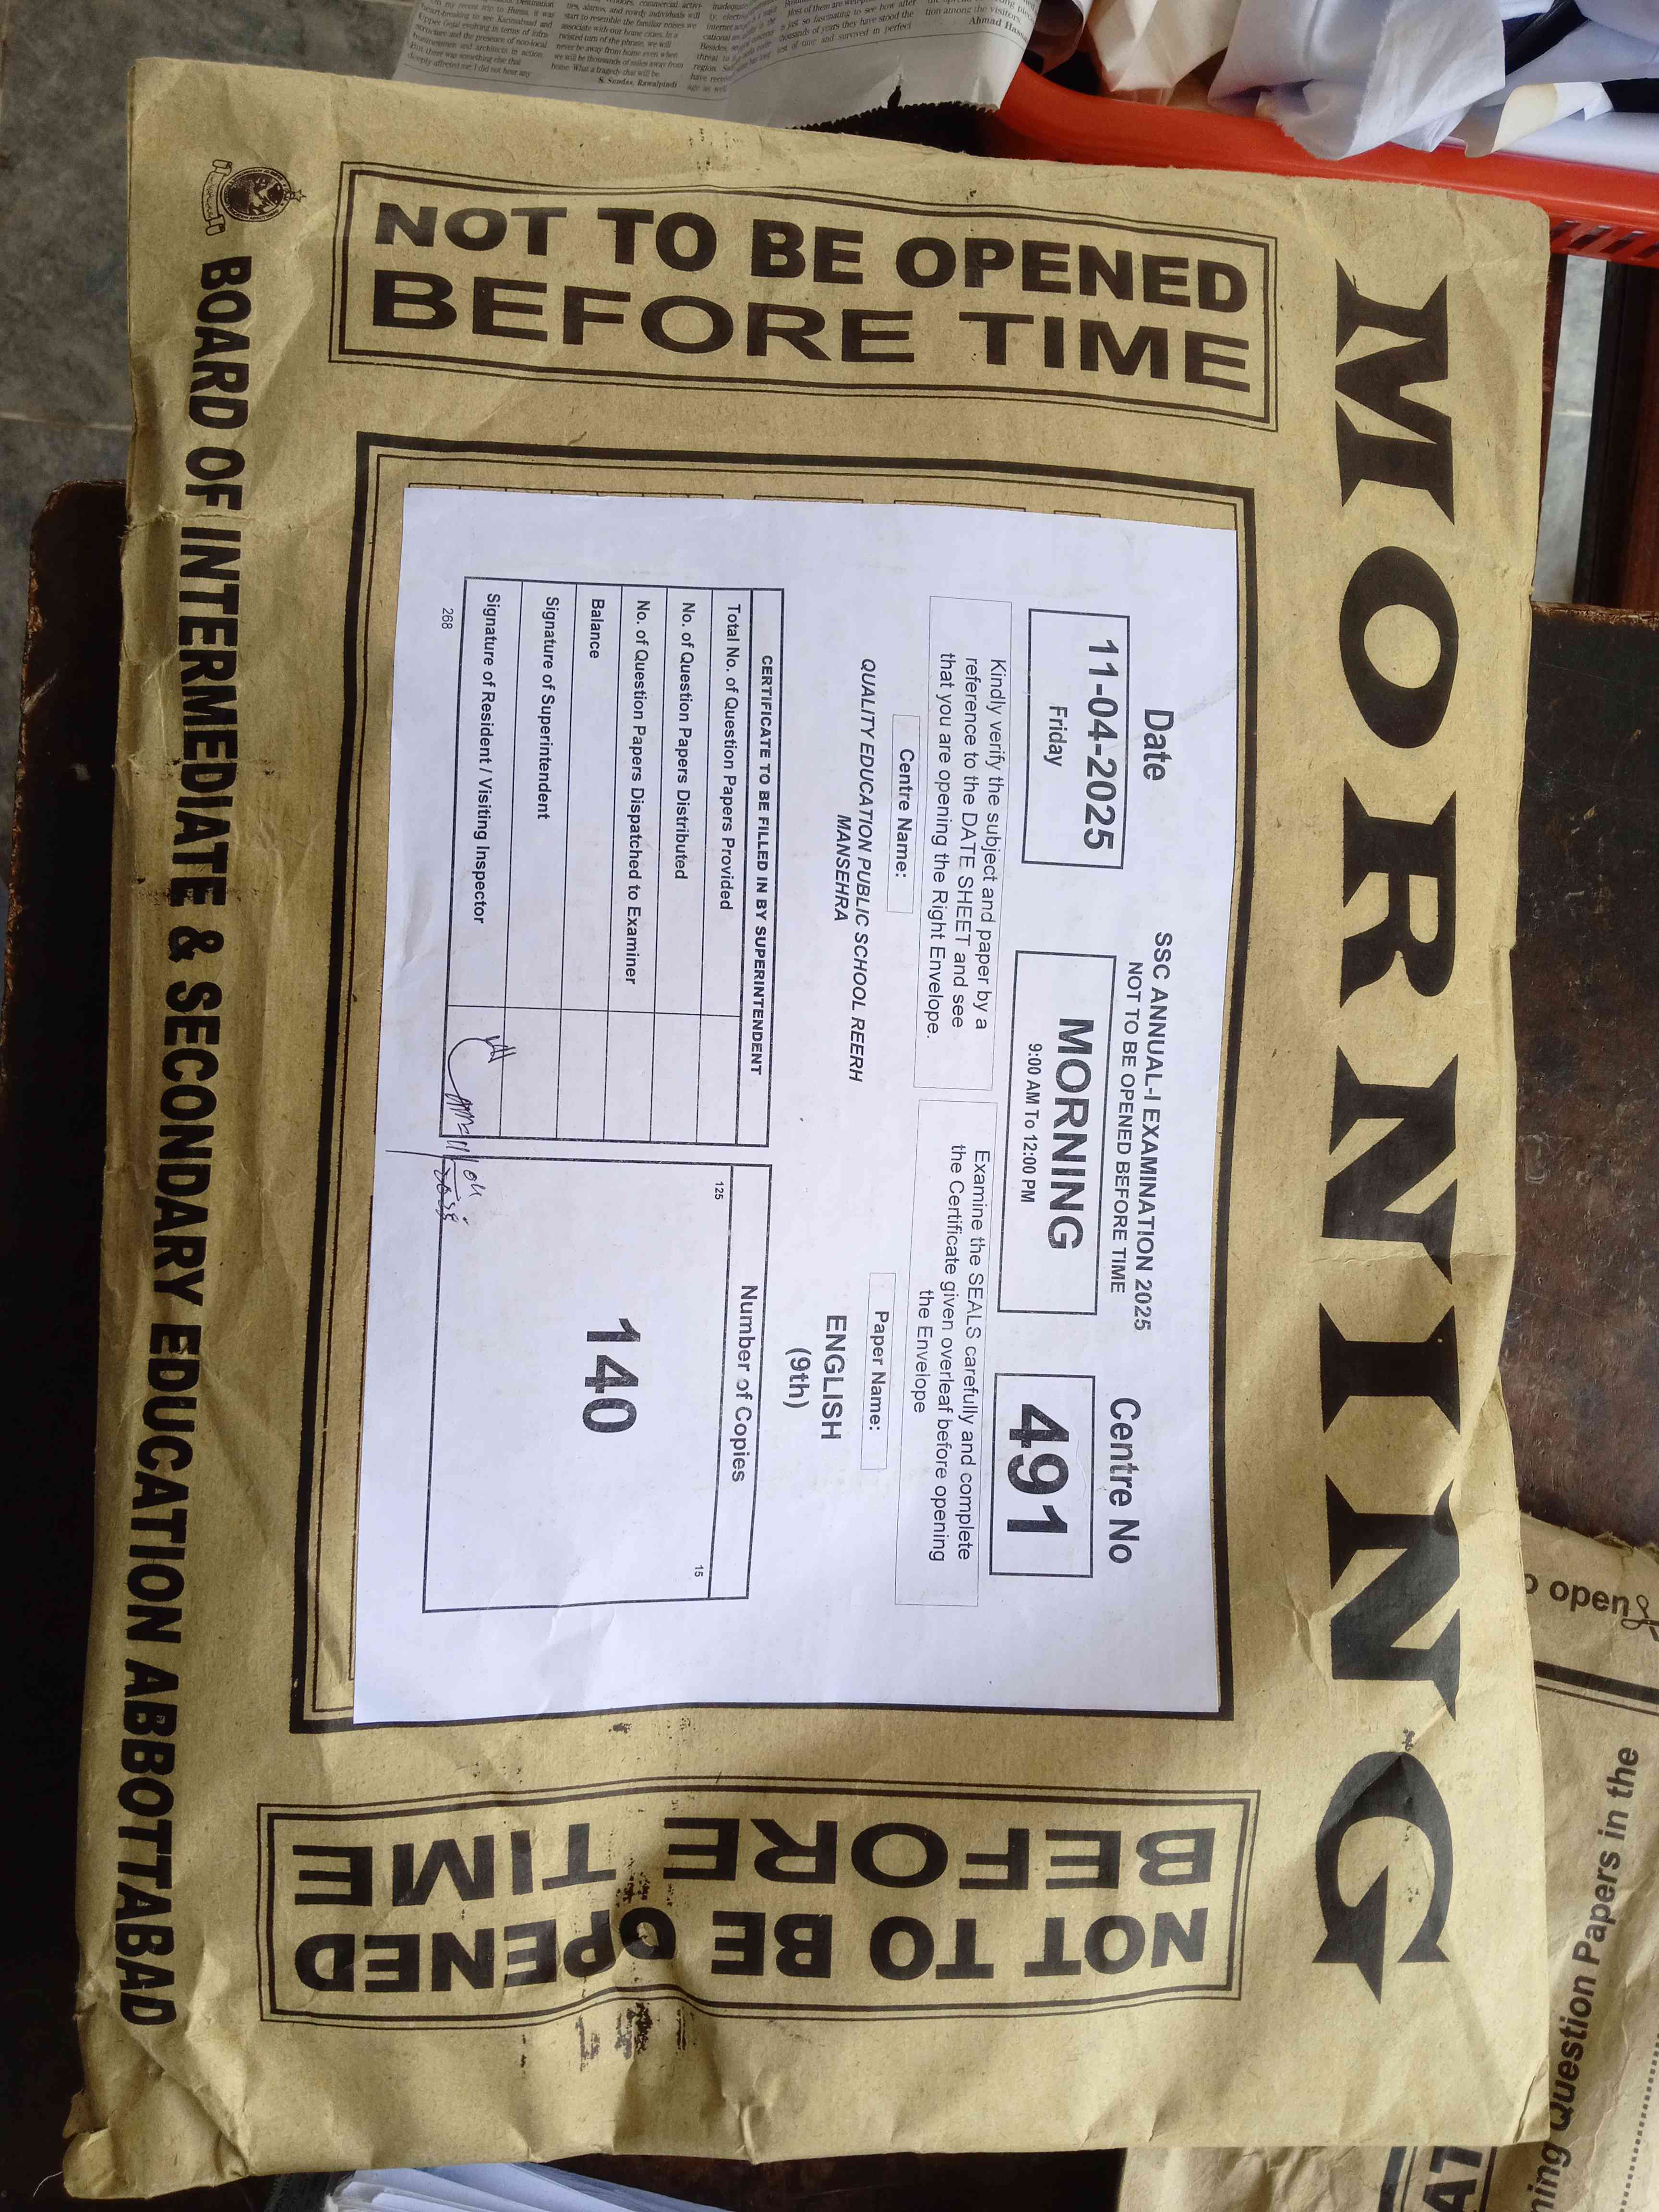 MORNING
NOT TO BE OPENED
BEFORE TIME
Date
11-04-2025
Friday
SSC ANNUAL-I EXAMINATION 2025
NOT TO BE OPENED BEFORE TIME
MORNING
9:00 AM To 12:00 PM
Centre No
491
Kindly verify the subject and paper by a
reference to the DATE SHEET and see
that you are opening the Right Envelope.
Examine the SEALS carefully and complete
the Certificate given overleaf before opening
the Envelope
Centre Name:
QUALITY EDUCATION PUBLIC SCHOOL REERH
MANSEHRA
Paper Name:
ENGLISH
(9th)
CERTIFICATE TO BE FILLED IN BY SUPERINTENDENT
Total No. of Question Papers Provided
No. of Question Papers Distributed
No. of Question Papers Dispatched to Examiner
Balance
Signature of Superintendent
Signature of Resident / Visiting Inspector
268
Number of Copies
125
15
140
NOT TO BE OPENED
BEFORE TIME
BOARD OF INTERMEDIATE & SECONDARY EDUCATION ABBOTTABAD
open
Question Papers in the
S. Seudas, Rawalpindi